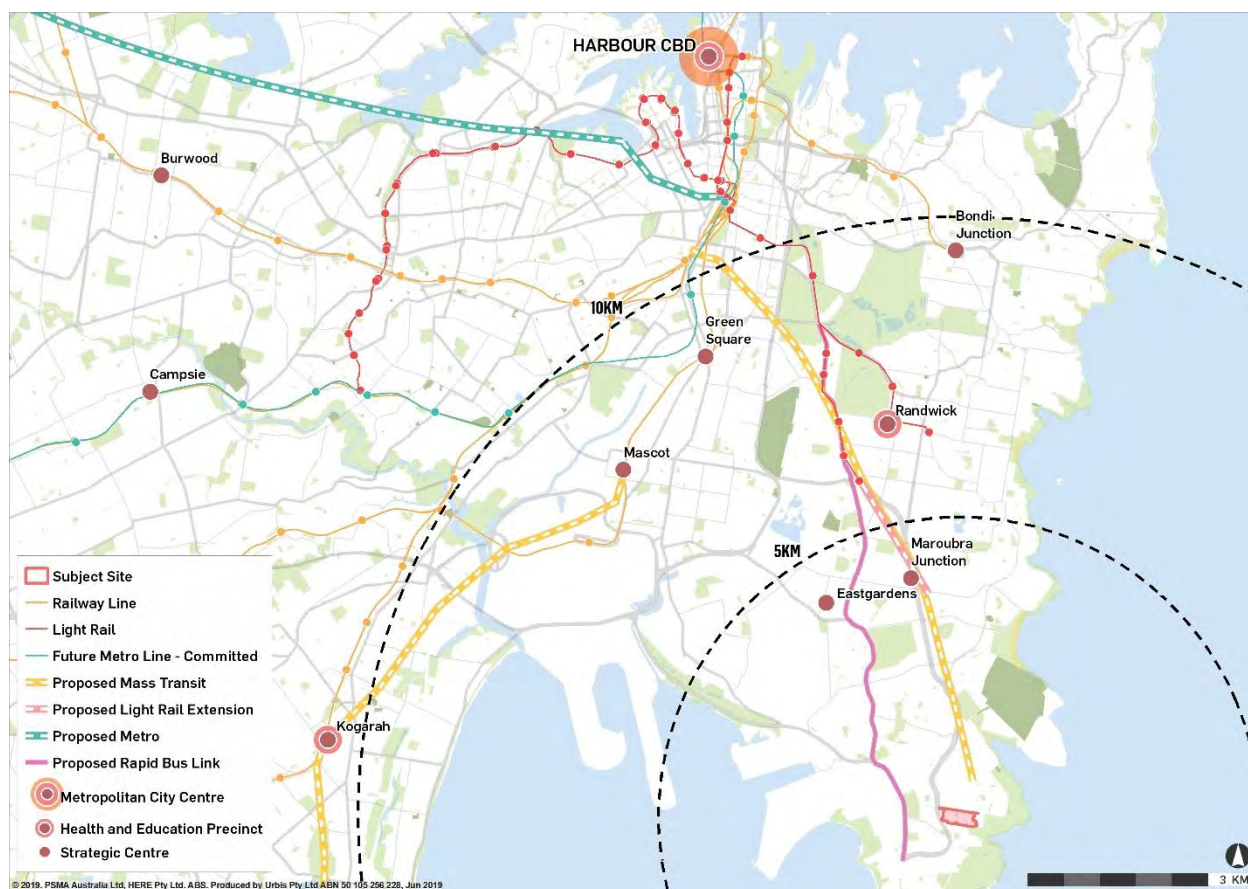 HARBOUR CBD
Burwood
Bondi
Junction
10KM
Green
Square
Campsie
Randwick
Mascot
5KM
Maroubra
Junction
Eastgardens
Kogarah
Subject Site
Railway Line
Light Rail
Future Metro Line - Committed
Proposed Mass Transit
Proposed Light Rail Extension
Proposed Metro
Proposed Rapid Bus Link
Metropolitan City Centre
Health and Education Precinct
Strategic Centre
© 2019. PSMA Australia Ltd, HERE Pty Ltd. ABS. Produced by Urbis Pty Ltd ABN 50 105 256 228, Jun 2019
3 KM